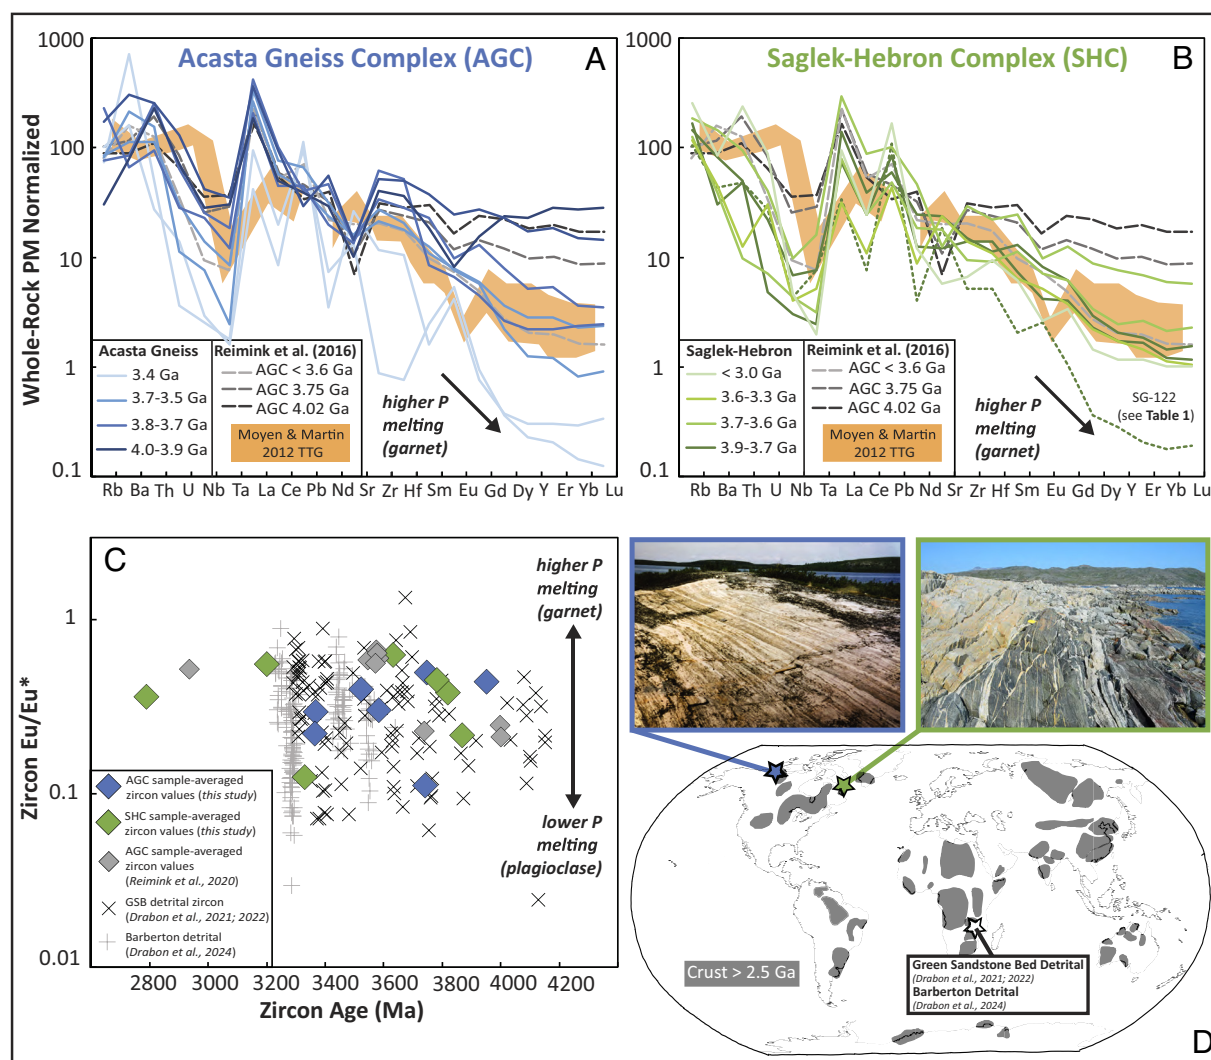 Acasta Gneiss Complex (AGC)
A
Whole-Rock PM Normalized
1000
100
10
1
0.1
Acasta Gneiss
3.4 Ga
3.7-3.5 Ga
3.8-3.7 Ga
4.0-3.9 Ga
Reimink et al. (2016)
AGC < 3.6 Ga
AGC 3.75 Ga
AGC 4.02 Ga
Moyen & Martin
2012 TTG
higher P
melting
(garnet)
Rb Ba Th U Nb Ta La Ce Pb Nd Sr Zr Hf Sm Eu Gd Dy Y Er Yb Lu
Saglek-Hebron Complex (SHC)
B
1000
100
10
1
0.1
Saglek-Hebron
< 3.0 Ga
3.6-3.3 Ga
3.7-3.6 Ga
3.9-3.7 Ga
Reimink et al. (2016)
AGC < 3.6 Ga
AGC 3.75 Ga
AGC 4.02 Ga
Moyen & Martin
2012 TTG
higher P
melting
(garnet)
SG-122
(see Table 1)
Rb Ba Th U Nb Ta La Ce Pb Nd Sr Zr Hf Sm Eu Gd Dy Y Er Yb Lu
C
Zircon Eu/Eu*
1
0.1
0.01
higher P
melting
(garnet)
lower P
melting
(plagioclase)
AGC sample-averaged
zircon values (this study)
SHC sample-averaged
zircon values (this study)
AGC sample-averaged
zircon values
(Reimink et al., 2020)
GSB detrital zircon
(Drabon et al., 2021; 2022)
Barberton detrital
(Drabon et al., 2024)
2800 3000 3200 3400 3600 3800 4000 4200
Zircon Age (Ma)
Crust > 2.5 Ga
Green Sandstone Bed Detrital
(Drabon et al., 2021; 2022)
Barberton Detrital
(Drabon et al., 2024)
D